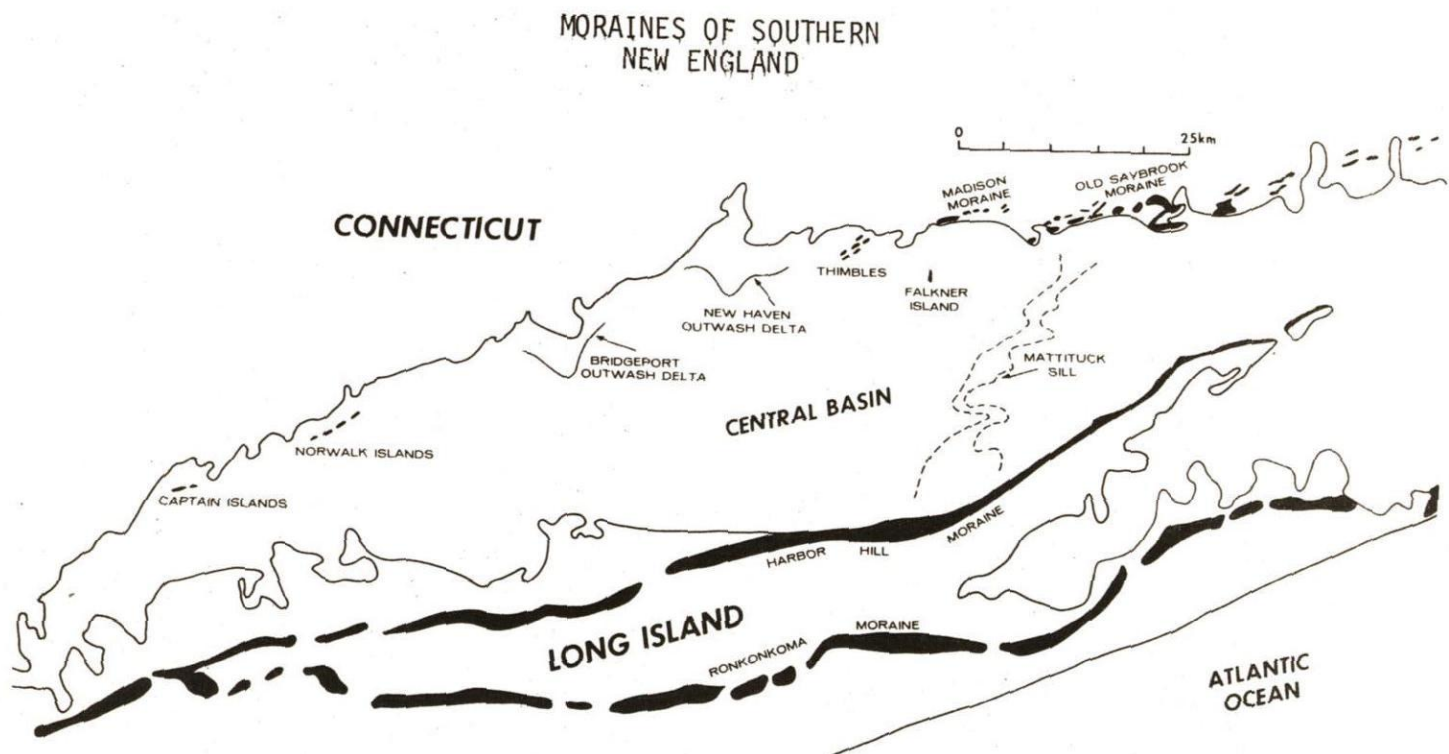 MORAINES OF SOUTHERN
NEW ENGLAND
0
25km
MADISON
MORAINE
OLD SAYBROOK
MORAINE
CONNECTICUT
THIMBLES
FALKNER
ISLAND
NEW HAVEN
OUTWASH DELTA
BRIDGEPORT
OUTWASH DELTA
MATTITUCK
SILL
CENTRAL BASIN
NORWALK ISLANDS
CAPTAIN ISLANDS
HARBOR HILL MORAINE
LONG ISLAND
RONKONKOMA MORAINE
ATLANTIC
OCEAN